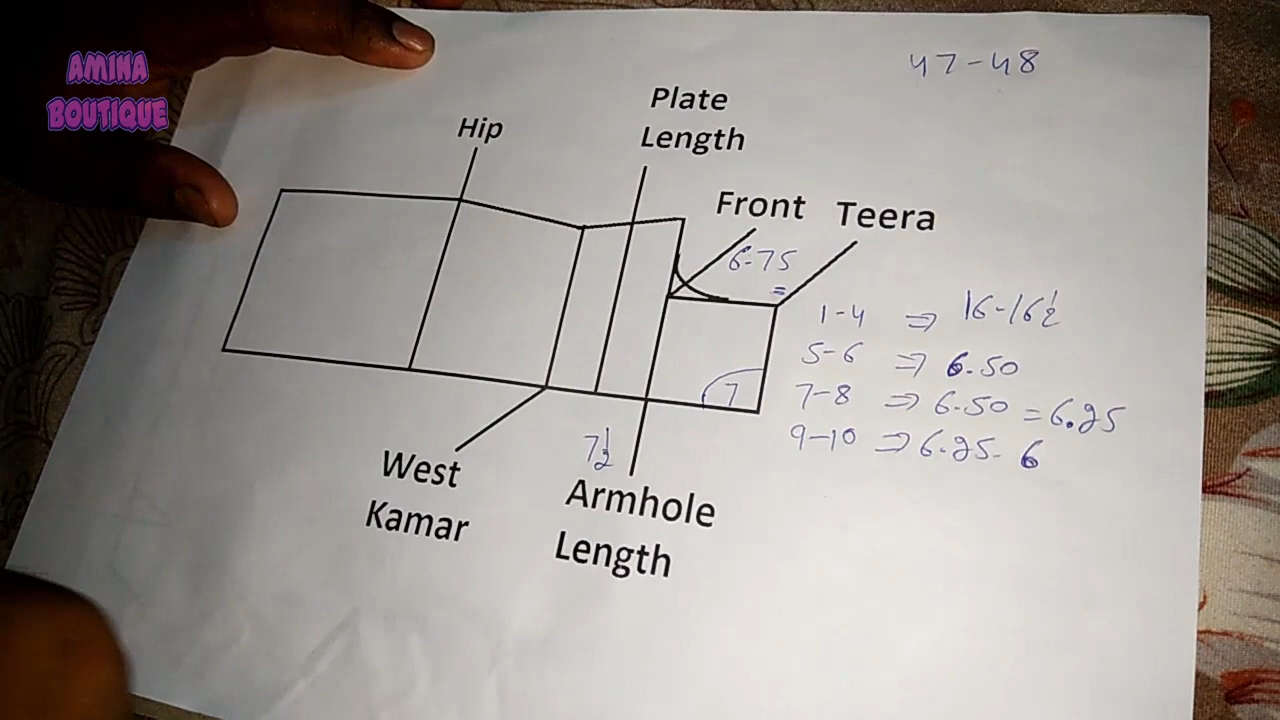 AMINA
BOUTIQUE
47-48
Plate
Length
Hip
Front Teera
6.75
=
1-4 ⇒ 16-16½
5-6 ⇒ 6.50
7-8 ⇒ 6.50 = 6.25
9-10 ⇒ 6.25- 6
7
7½
West
Kamar
Armhole
Length